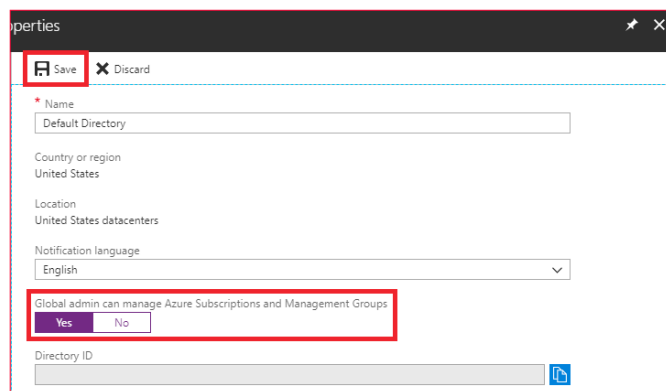 operties
Save Discard
* Name
Default Directory
Country or region
United States
Location
United States datacenters
Notification language
English
Global admin can manage Azure Subscriptions and Management Groups
Yes No
Directory ID